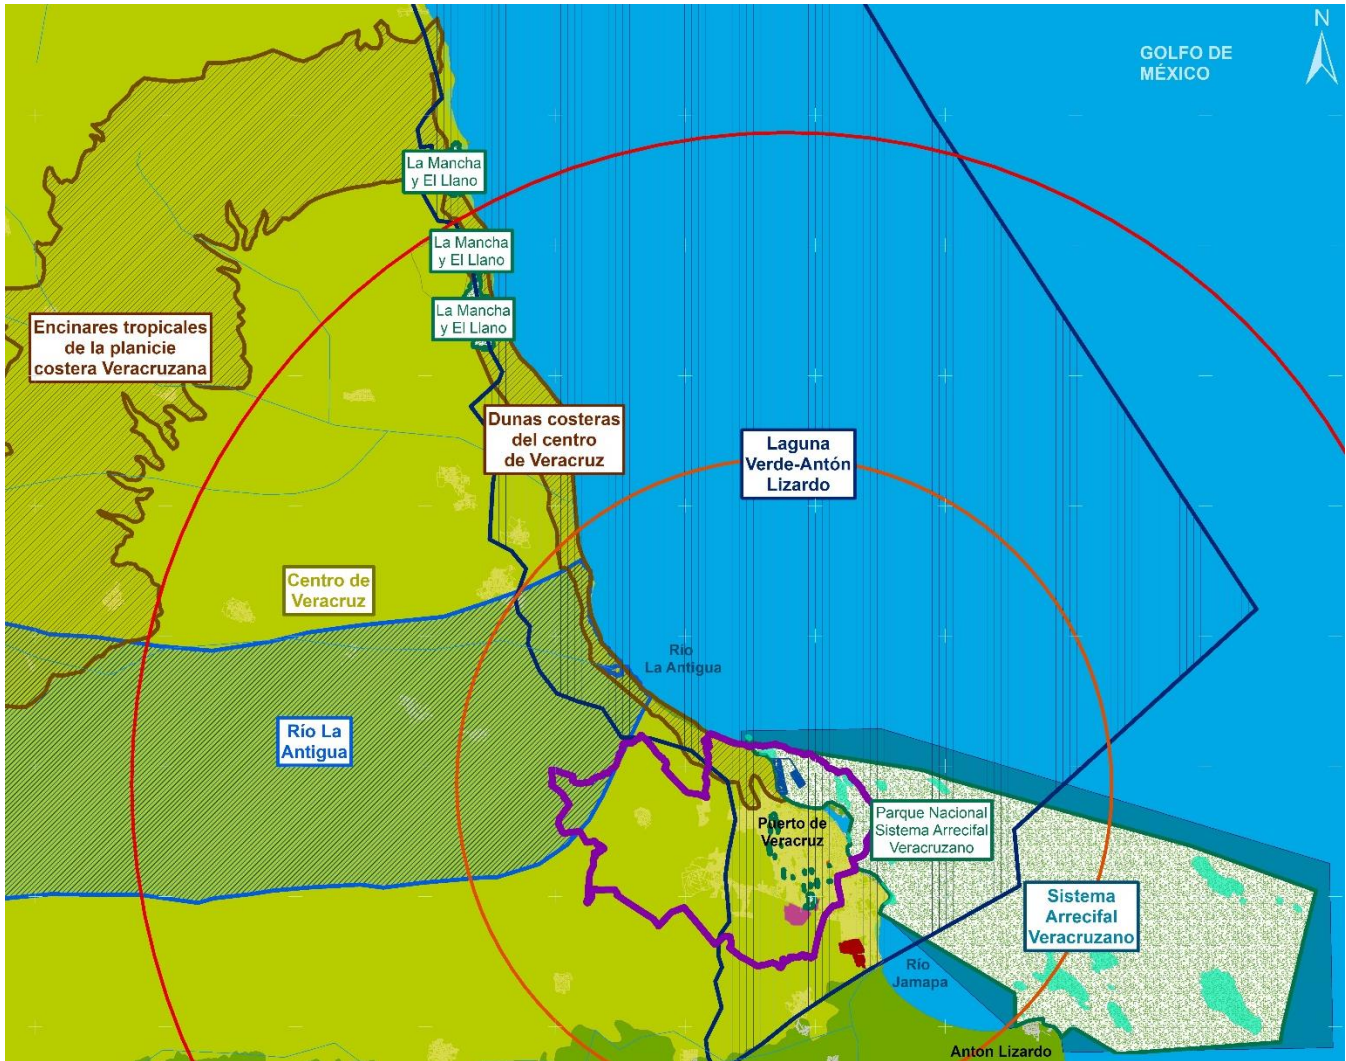 N
GOLFO DE
MÉXICO
La Mancha
y El Llano
La Mancha
y El Llano
La Mancha
y El Llano
Encinares tropicales
de la planicie
costera Veracruzana
Dunas costeras
del centro
de Veracruz
Laguna
Verde-Antón
Lizardo
Centro de
Veracruz
Río
La Antigua
Río La
Antigua
Puerto de
Veracruz
Parque Nacional
Sistema Arrecifal
Veracruzano
Sistema
Arrecifal
Veracruzano
Río
Jamapa
Anton Lizardo